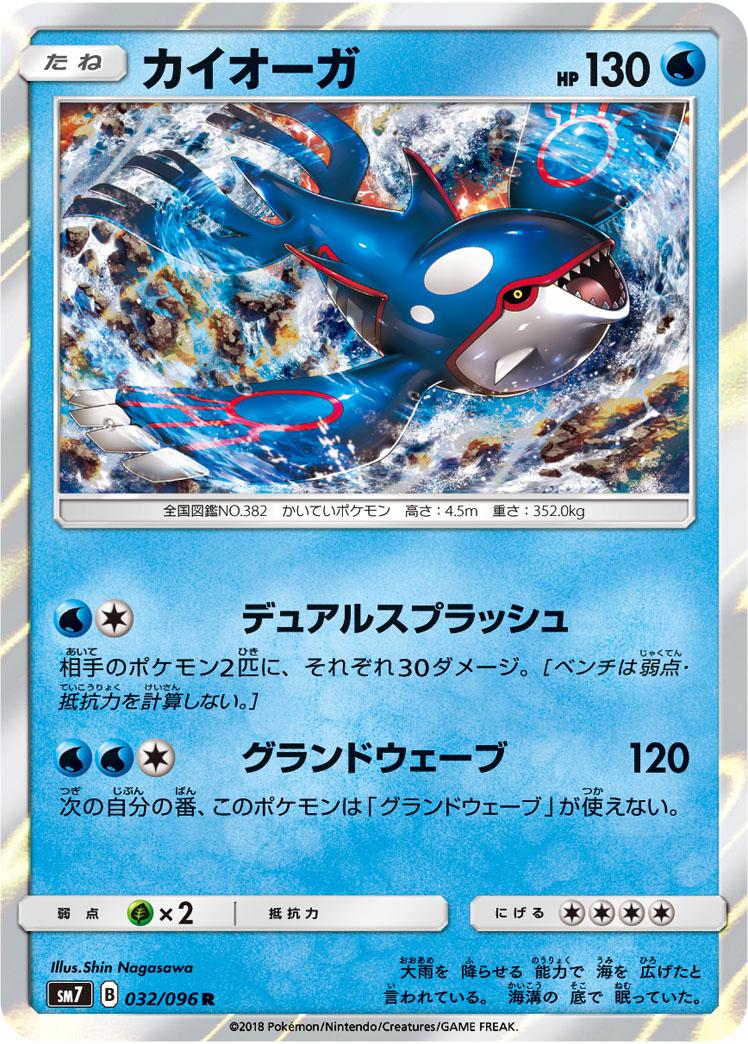 たね カイオーガ HP 130
全国図鑑NO.382 かいていポケモン 高さ：4.5m 重さ：352.0kg
デュアルスプラッシュ
相手のポケモン2匹に、それぞれ30ダメージ。［ベンチは弱点・
抵抗力を計算しない。］
グランドウェーブ 120
次の自分の番、このポケモンは「グランドウェーブ」が使えない。
弱点 ×2 抵抗力 にげる
Illus.Shin Nagasawa
大雨を 降らせる 能力で 海を 広げたと
言われている。 海溝の 底で 眠っていた。
SM7 B 032/096 R
©2018 Pokémon/Nintendo/Creatures/GAME FREAK.